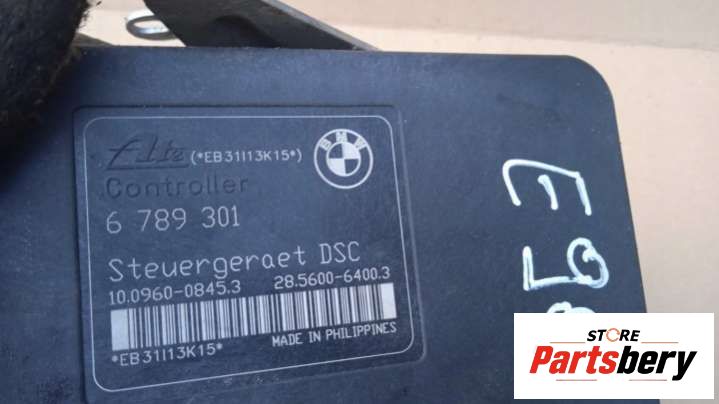 Ate (*EB31I13K15*)
BMW
Controller
6 789 301
Steuergeraet DSC
10.0960-0845.3 28.5600-6400.3
*EB31I13K15* MADE IN PHILIPPINES
STORE
Partsbery